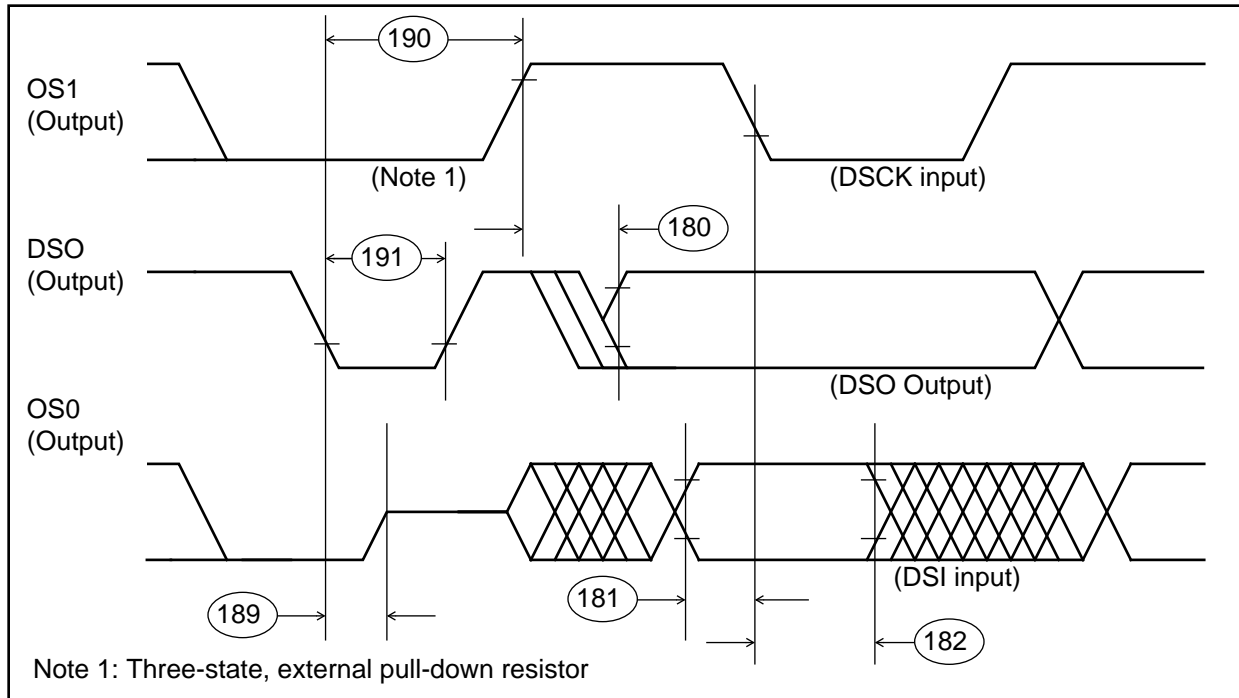 190
OS1
(Output)
(Note 1)
(DSCK input)
180
DSO
(Output)
191
(DSO Output)
OS0
(Output)
(DSI input)
181
189
182
Note 1: Three-state, external pull-down resistor